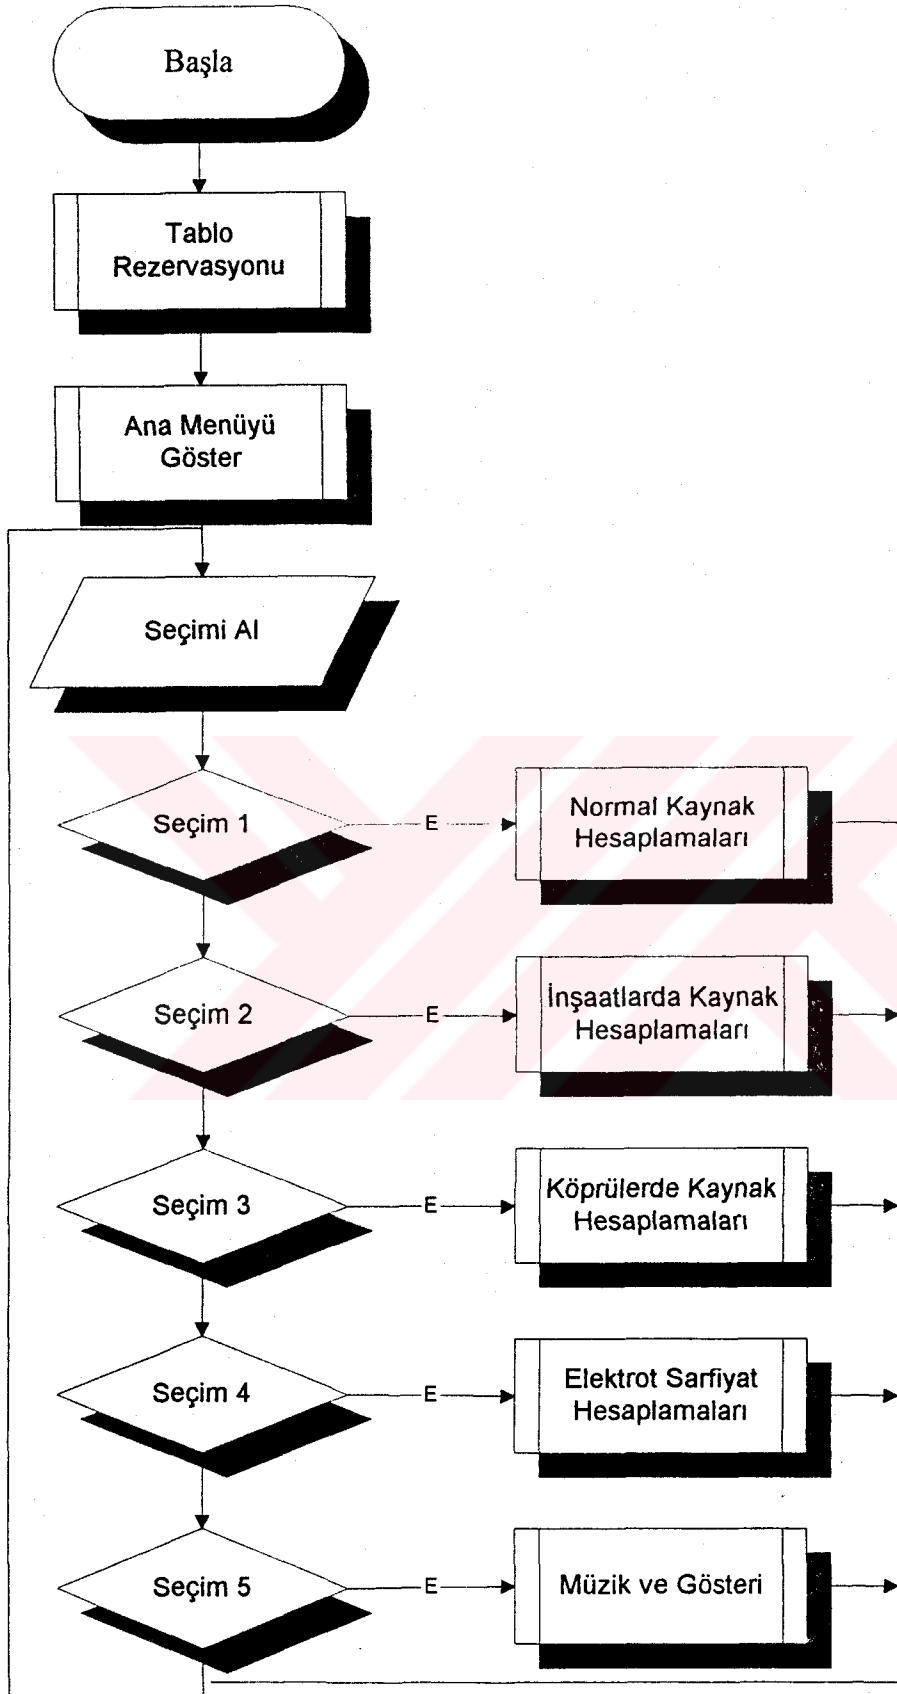 Başla
Tablo
Rezervasyonu
Ana Menüyü
Göster
Seçimi Al
Seçim 1
E
Normal Kaynak
Hesaplamaları
Seçim 2
E
İnşaatlarda Kaynak
Hesaplamaları
Seçim 3
E
Köprülerde Kaynak
Hesaplamaları
Seçim 4
E
Elektrot Sarfiyat
Hesaplamaları
Seçim 5
E
Müzik ve Gösteri